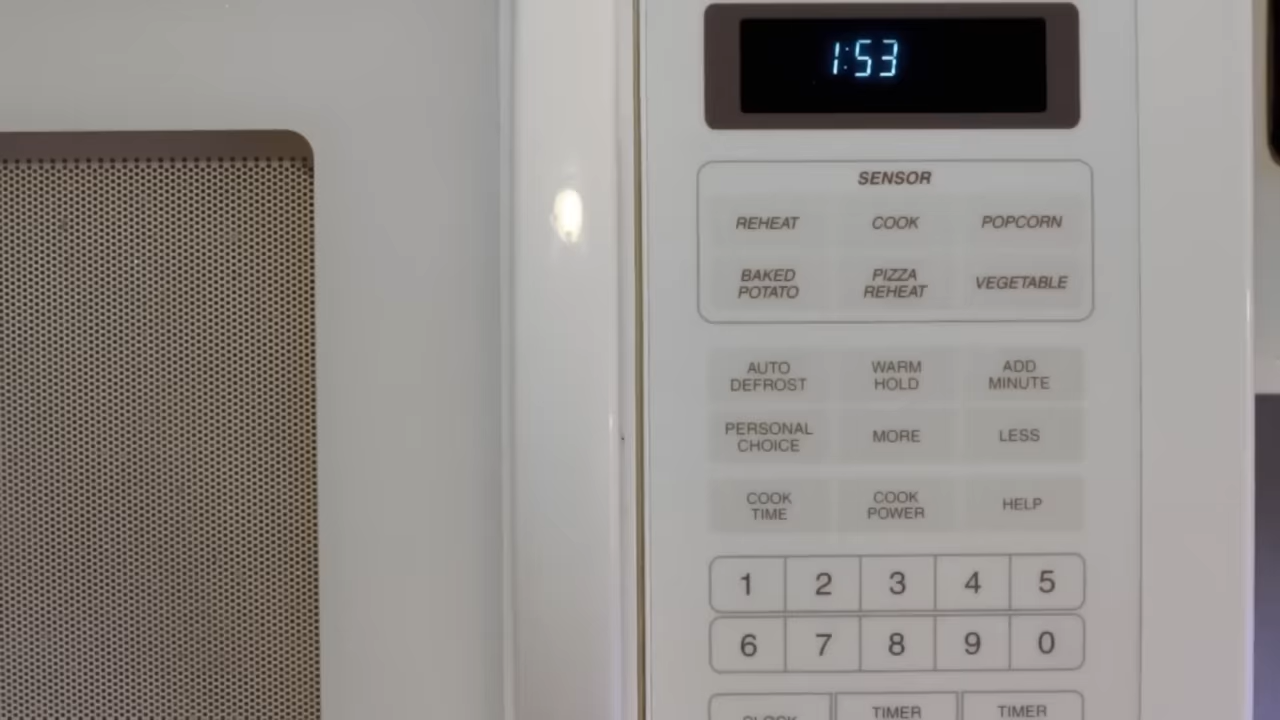 1:53
SENSOR
REHEAT COOK POPCORN
BAKED POTATO PIZZA REHEAT VEGETABLE
AUTO DEFROST WARM HOLD ADD MINUTE
PERSONAL CHOICE MORE LESS
COOK TIME COOK POWER HELP
1 2 3 4 5
6 7 8 9 0
CLOCK TIMER TIMER